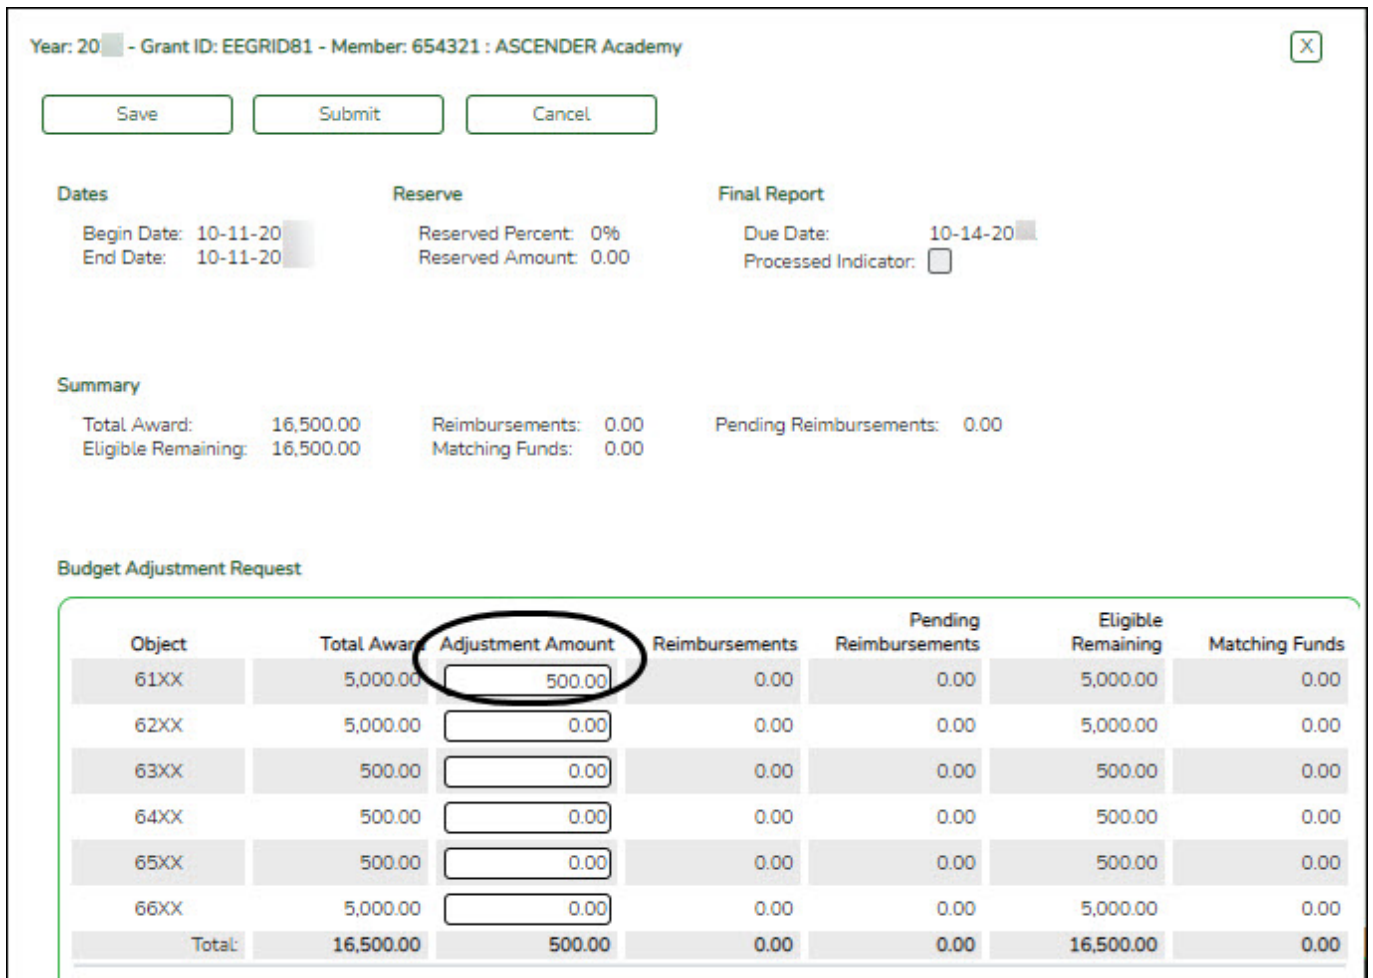 Year: 20 - Grant ID: EEGRID81 - Member: 654321 : ASCENDER Academy
X
Save Submit Cancel
Dates Reserve Final Report
Begin Date: 10-11-20 Reserved Percent: 0% Due Date: 10-14-20
End Date: 10-11-20 Reserved Amount: 0.00 Processed Indicator:
Summary
Total Award: 16,500.00 Reimbursements: 0.00 Pending Reimbursements: 0.00
Eligible Remaining: 16,500.00 Matching Funds: 0.00
Budget Adjustment Request
Object Total Award Adjustment Amount Reimbursements Pending Reimbursements Eligible Remaining Matching Funds
61XX 5,000.00 500.00 0.00 0.00 5,000.00 0.00
62XX 5,000.00 0.00 0.00 0.00 5,000.00 0.00
63XX 500.00 0.00 0.00 0.00 500.00 0.00
64XX 500.00 0.00 0.00 0.00 500.00 0.00
65XX 500.00 0.00 0.00 0.00 500.00 0.00
66XX 5,000.00 0.00 0.00 0.00 5,000.00 0.00
Total: 16,500.00 500.00 0.00 0.00 16,500.00 0.00